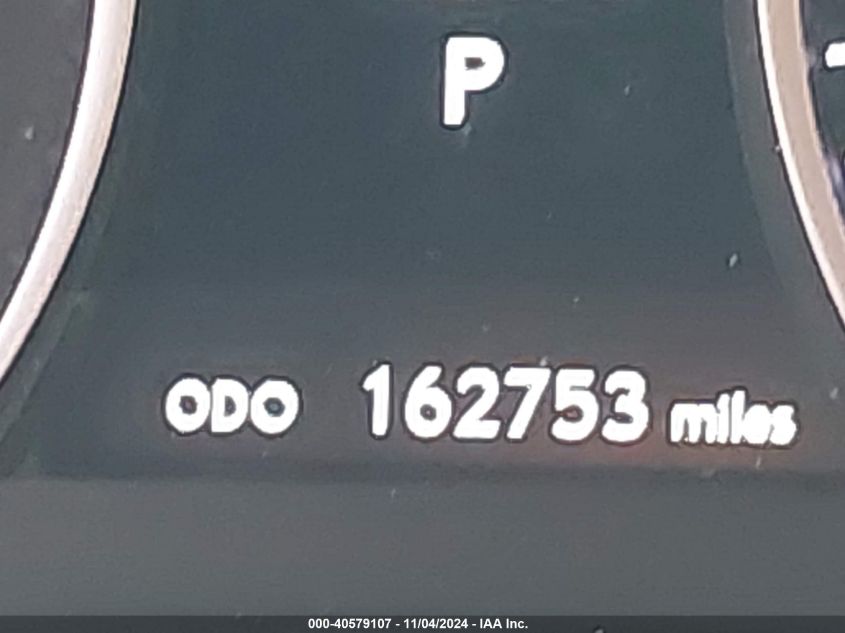 P
ODO 162753 miles
000-40579107 - 11/04/2024 - IAA Inc.